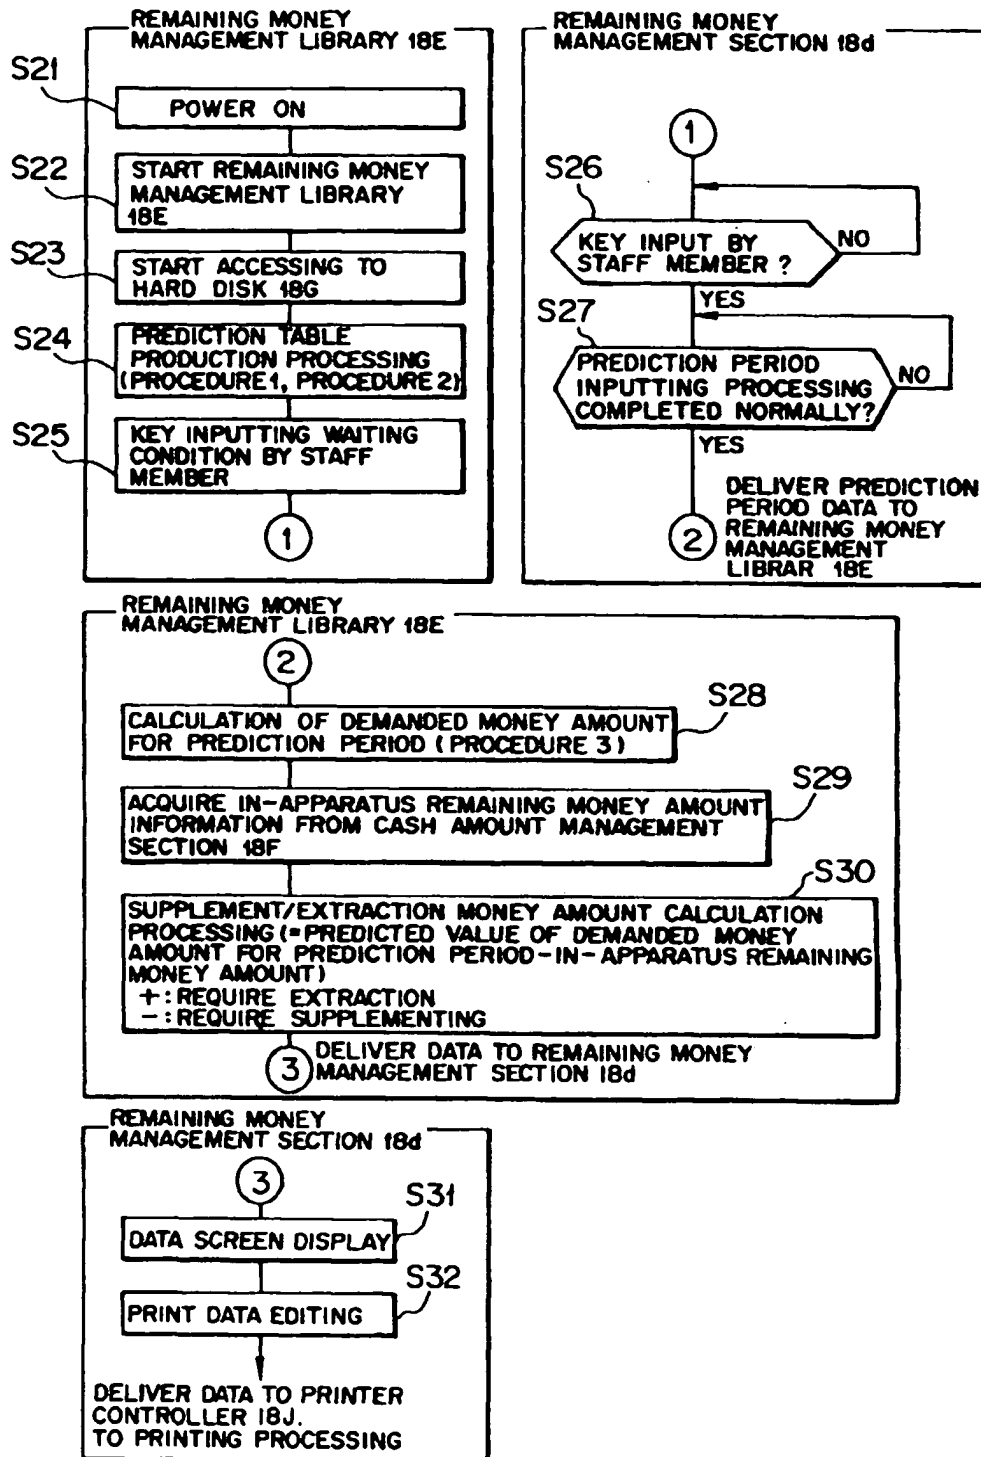 REMAINING MONEY
MANAGEMENT LIBRARY 18E
S21
POWER ON
S22
START REMAINING MONEY
MANAGEMENT LIBRARY
18E
S23
START ACCESSING TO
HARD DISK 18G
S24
PREDICTION TABLE
PRODUCTION PROCESSING
(PROCEDURE 1, PROCEDURE 2)
S25
KEY INPUTTING WAITING
CONDITION BY STAFF
MEMBER
1
REMAINING MONEY
MANAGEMENT SECTION 18d
1
S26
KEY INPUT BY
STAFF MEMBER ?
NO
YES
S27
PREDICTION PERIOD
INPUTTING PROCESSING
COMPLETED NORMALLY?
NO
YES
2
DELIVER PREDICTION
PERIOD DATA TO
REMAINING MONEY
MANAGEMENT
LIBRAR 18E
REMAINING MONEY
MANAGEMENT LIBRARY 18E
2
S28
CALCULATION OF DEMANDED MONEY AMOUNT
FOR PREDICTION PERIOD (PROCEDURE 3)
S29
ACQUIRE IN-APPARATUS REMAINING MONEY AMOUNT
INFORMATION FROM CASH AMOUNT MANAGEMENT
SECTION 18F
S30
SUPPLEMENT/EXTRACTION MONEY AMOUNT CALCULATION
PROCESSING (=PREDICTED VALUE OF DEMANDED MONEY
AMOUNT FOR PREDICTION PERIOD-IN-APPARATUS REMAINING
MONEY AMOUNT)
+: REQUIRE EXTRACTION
-: REQUIRE SUPPLEMENTING
3
DELIVER DATA TO REMAINING MONEY
MANAGEMENT SECTION 18d
REMAINING MONEY
MANAGEMENT SECTION 18d
3
S31
DATA SCREEN DISPLAY
S32
PRINT DATA EDITING
DELIVER DATA TO PRINTER
CONTROLLER 18J.
TO PRINTING PROCESSING